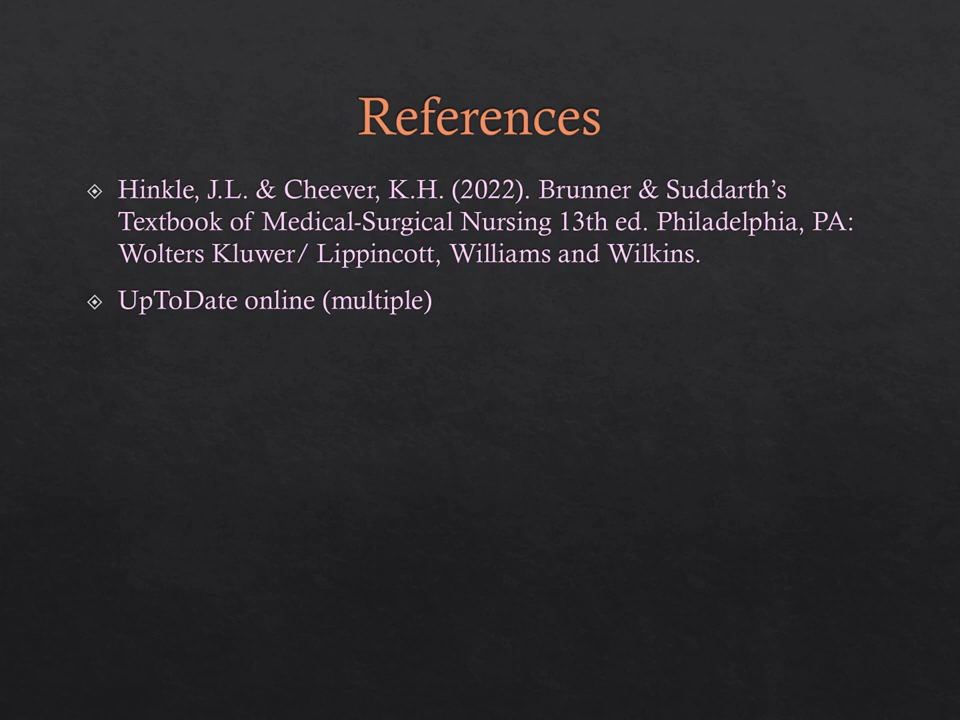 References
Hinkle, J.L. & Cheever, K.H. (2022). Brunner & Suddarth’s
Textbook of Medical-Surgical Nursing 13th ed. Philadelphia, PA:
Wolters Kluwer/ Lippincott, Williams and Wilkins.
UpToDate online (multiple)